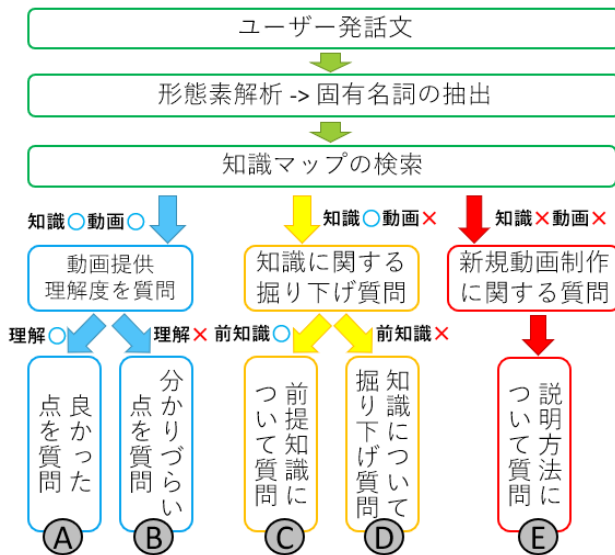 ユーザー発話文
形態素解析 -> 固有名詞の抽出
知識マップの検索
知識○動画○
知識○動画×
知識×動画×
動画提供
理解度を質問
知識に関する
掘り下げ質問
新規動画制作
に関する質問
理解○
理解×
前知識○
前知識×
良かった
点を質問
分かりづらい
点を質問
前提知識に
ついて質問
知識について
掘り下げ質問
説明方法に
ついて質問
A
B
C
D
E